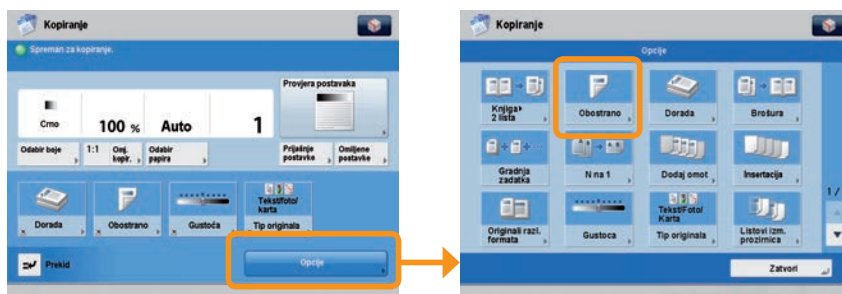 Kopiranje
Spreman za kopiranje.
Provjera postavaka
Crno
100 %
Auto
1
Odabir boje
1:1
Omj.
kopir.
Odabir
papira
Prijašnje
postavke
Omiljene
postavke
Dorada
Obostrano
Gustoća
Tekst/foto/
karta
Tip originala
Prekid
Opcije
Kopiranje
Opcije
Knjiga
2 lista
Obostrano
Dorada
Brošura
Gradnja
zadatka
N na 1
Dodaj omot
Insertacija
Originali razl.
formata
Gustoca
Tekst/Foto/
Karta
Tip originala
Listovi izm.
prozirnica
1 /
Zatvori